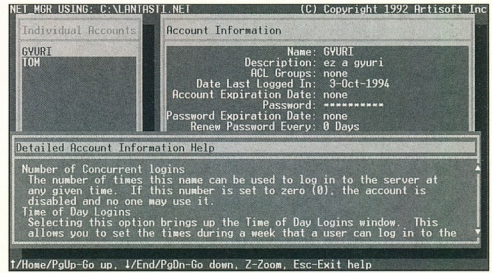 NET_MGR USING: C:\LANTASTI.NET (C) Copyright 1992 Artisoft Inc
Individual Accounts
GYURI
TOM
Account Information
Name: GYURI
Description: ez a gyuri
ACL Groups: none
Date Last Logged In: 3-Oct-1994
Account Expiration Date: none
Password: **********
Password Expiration Date: none
Renew Password Every: 0 Days
Detailed Account Information Help
Number of Concurrent logins
The number of times this name can be used to log in to the server at
any given time. If this number is set to zero (0), the account is
disabled and no one may use it.
Time of Day Logins
Selecting this option brings up the Time of Day Logins window. This
allows you to set the times during a week that a user can log in to the
↑/Home/PgUp-Go up, ↓/End/PgDn-Go down, Z-Zoom, Esc-Exit help